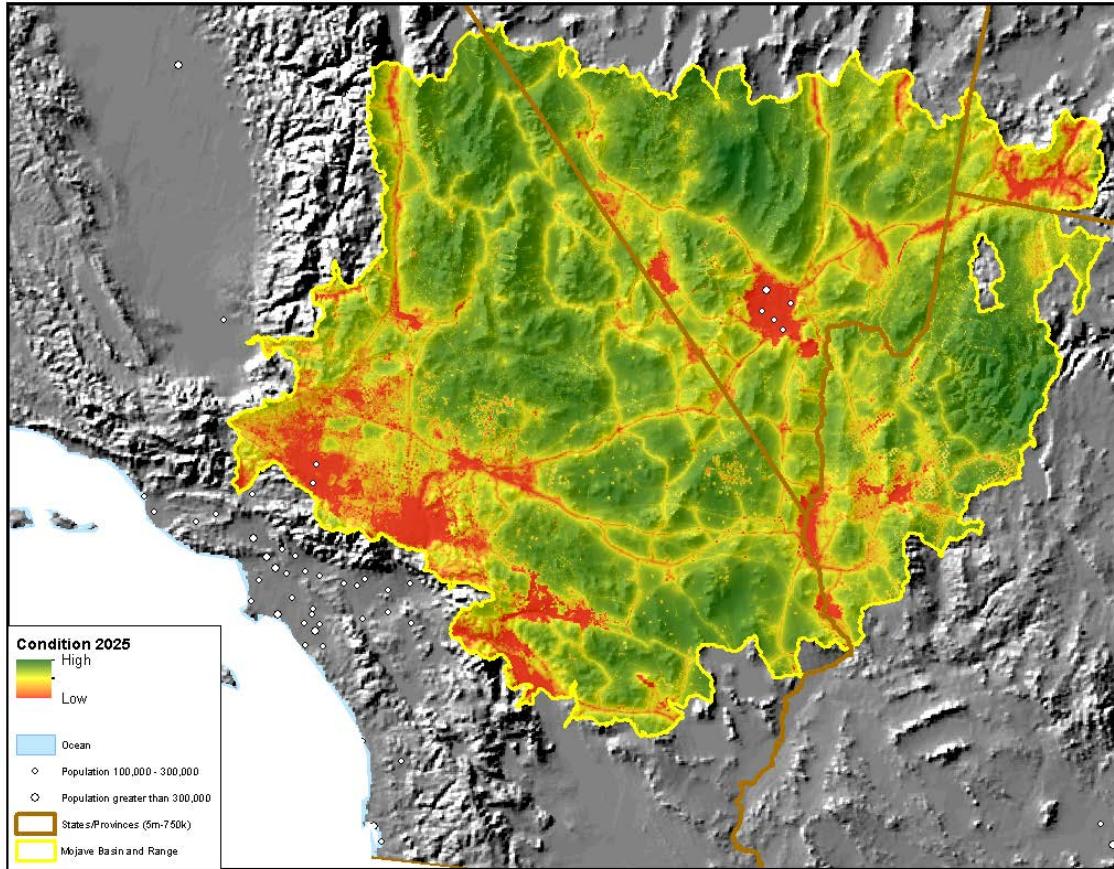 Condition 2025
High
Low
Ocean
Population 100,000 - 300,000
Population greater than 300,000
States/Provinces (5m-750k)
Mojave Basin and Range